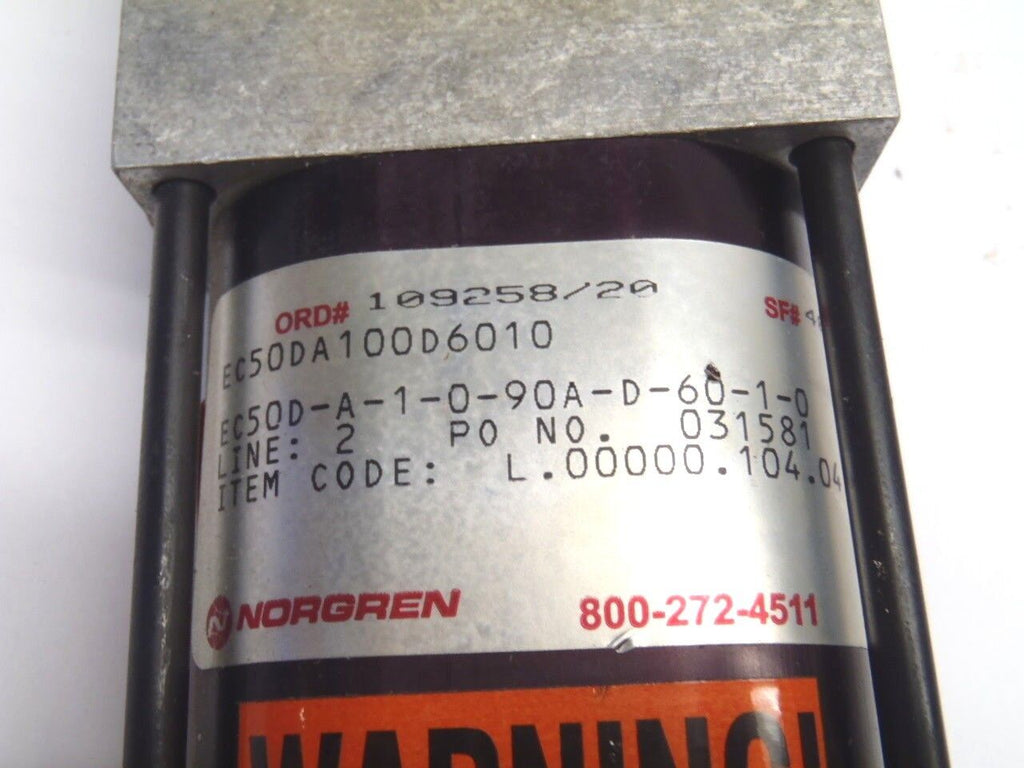 ORD# 109258/20 SF#
EC50DA100D6010
EC50D-A-1-0-90A-D-60-1-0
LINE: 2 PO NO. 031581
ITEM CODE: L.00000.104.04
NORGREN 800-272-4511
WARNING!